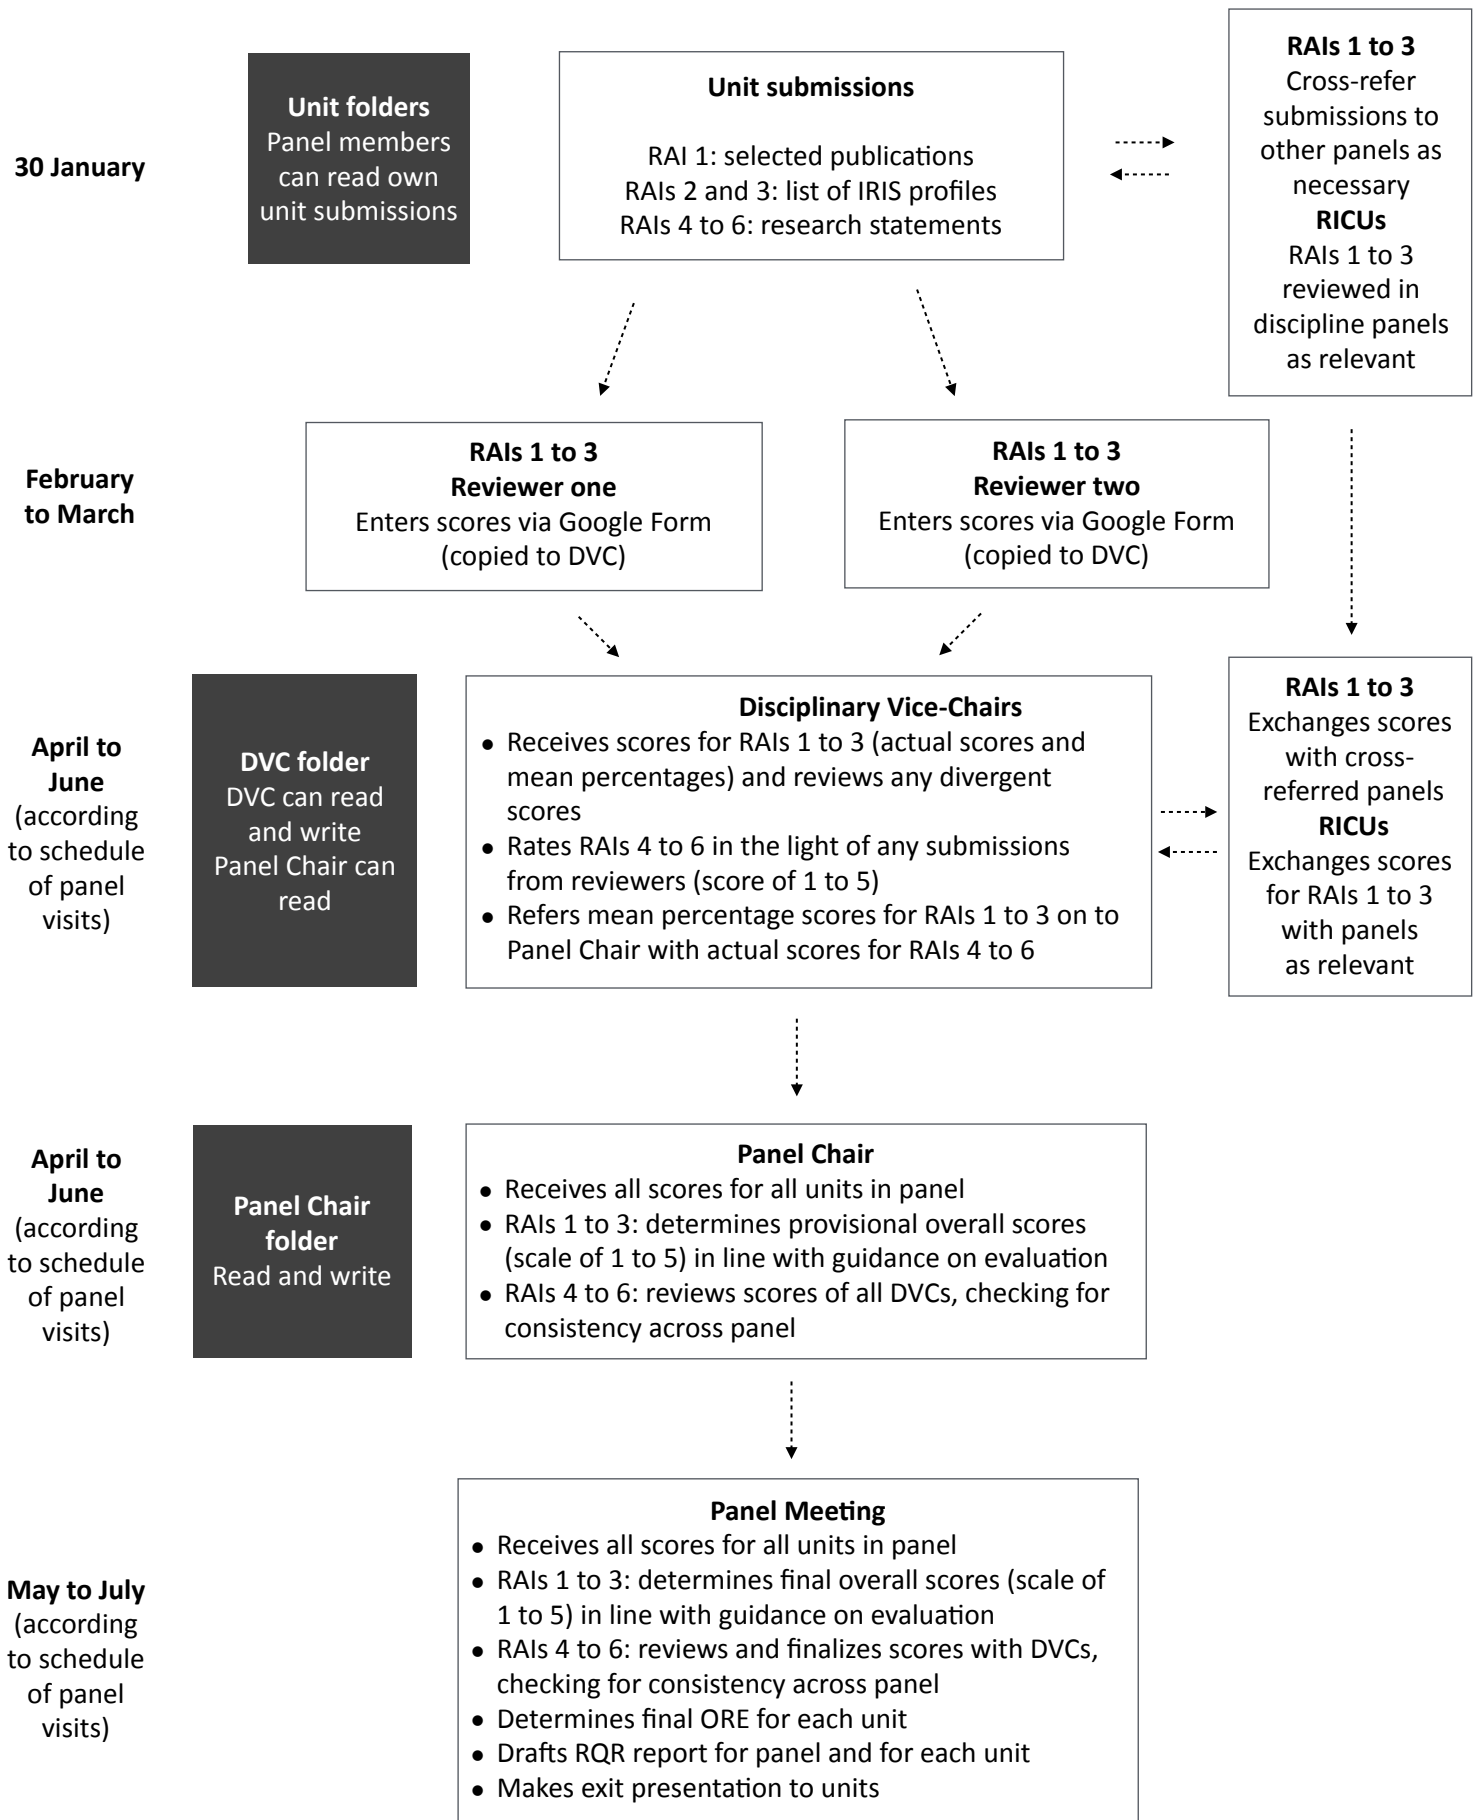 30 January
Unit folders
Panel members
can read own
unit submissions
Unit submissions
RAI 1: selected publications
RAIs 2 and 3: list of IRIS profiles
RAIs 4 to 6: research statements
RAIs 1 to 3
Cross-refer
submissions to
other panels as
necessary
RICUs
RAIs 1 to 3
reviewed in
discipline panels
as relevant
February
to March
RAIs 1 to 3
Reviewer one
Enters scores via Google Form
(copied to DVC)
RAIs 1 to 3
Reviewer two
Enters scores via Google Form
(copied to DVC)
April to
June
(according
to schedule
of panel
visits)
DVC folder
DVC can read
and write
Panel Chair can
read
Disciplinary Vice-Chairs
• Receives scores for RAIs 1 to 3 (actual scores and
mean percentages) and reviews any divergent
scores
• Rates RAIs 4 to 6 in the light of any submissions
from reviewers (score of 1 to 5)
• Refers mean percentage scores for RAIs 1 to 3 on to
Panel Chair with actual scores for RAIs 4 to 6
RAIs 1 to 3
Exchanges scores
with cross-
referred panels
RICUs
Exchanges scores
for RAIs 1 to 3
with panels
as relevant
April to
June
(according
to schedule
of panel
visits)
Panel Chair
folder
Read and write
Panel Chair
• Receives all scores for all units in panel
• RAIs 1 to 3: determines provisional overall scores
(scale of 1 to 5) in line with guidance on evaluation
• RAIs 4 to 6: reviews scores of all DVCs, checking for
consistency across panel
May to July
(according
to schedule
of panel
visits)
Panel Meeting
• Receives all scores for all units in panel
• RAIs 1 to 3: determines final overall scores (scale of
1 to 5) in line with guidance on evaluation
• RAIs 4 to 6: reviews and finalizes scores with DVCs,
checking for consistency across panel
• Determines final ORE for each unit
• Drafts RQR report for panel and for each unit
• Makes exit presentation to units